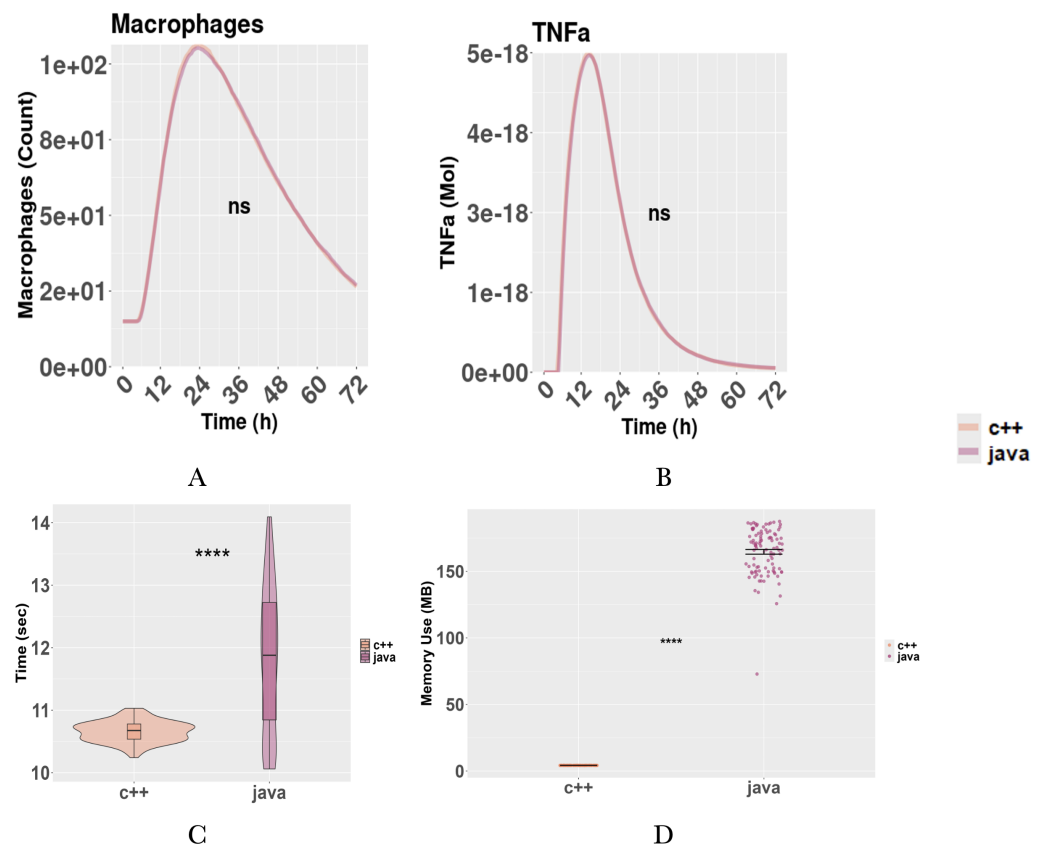 Macrophages
Macrophages (Count)
1e+02
8e+01
5e+01
2e+01
0e+00
ns
0 12 24 36 48 60 72
Time (h)
A
TNFa
TNFa (Mol)
5e-18
4e-18
3e-18
1e-18
0e+00
ns
0 12 24 36 48 60 72
Time (h)
B
c++
java
Time (sec)
14
13
12
11
10
****
c++ java
c++
java
C
Memory Use (MB)
150
100
50
0
****
c++ java
c++
java
D